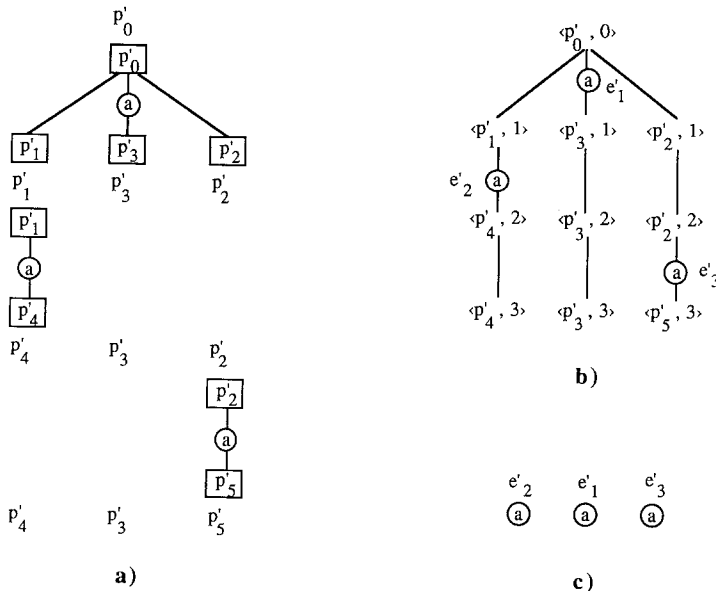 p'0
p'0
a
p'1 p'3 p'2
p'1 p'3 p'2
p'1
a
p'4
p'4 p'3 p'2
p'2
a
p'5
p'4 p'3 p'5
a)
‹p'0 , 0›
a e'1
‹p'1 , 1› ‹p'3 , 1› ‹p'2 , 1›
e'2 a
‹p'4 , 2› ‹p'3 , 2› ‹p'2 , 2›
a e'3
‹p'4 , 3› ‹p'3 , 3› ‹p'5 , 3›
b)
e'2 e'1 e'3
a a a
c)